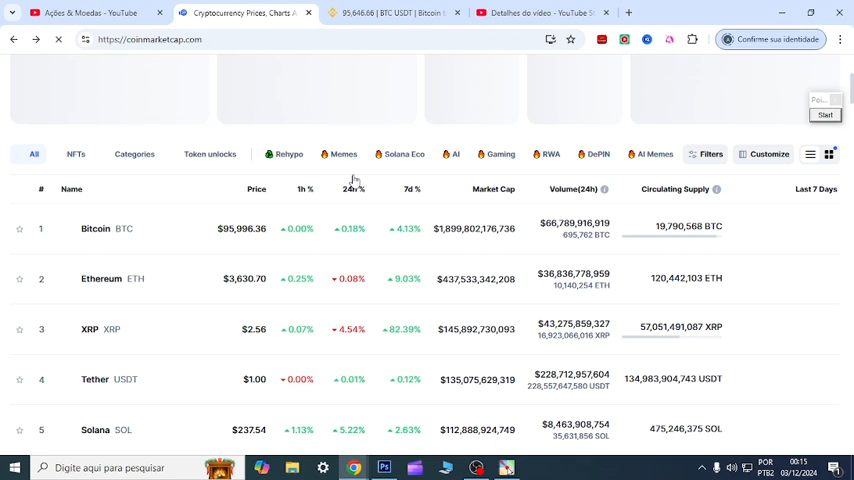 Ações & Moedas - YouTube
Cryptocurrency Prices, Charts A
95,646.66 | BTC USDT | Bitcoin t
Detalhes do vídeo - YouTube S
https://coinmarketcap.com
Confirme sua identidade
Poi...
Start
All NFTs Categories Token unlocks Rehypo Memes Solana Eco AI Gaming RWA DePIN AI Memes Filters Customize
# Name Price 1h % 24h % 7d % Market Cap Volume(24h) Circulating Supply Last 7 Days
1 Bitcoin BTC $95,996.36 0.00% 0.18% 4.13% $1,899,802,176,736 $66,789,916,919 19,790,568 BTC
695,762 BTC
2 Ethereum ETH $3,630.70 0.25% 0.08% 9.03% $437,533,342,208 $36,836,778,959 120,442,103 ETH
10,140,254 ETH
3 XRP XRP $2.56 0.07% 4.54% 82.39% $145,892,730,093 $43,275,859,327 57,051,491,087 XRP
16,923,066,016 XRP
4 Tether USDT $1.00 0.00% 0.01% 0.12% $135,075,629,319 $228,712,957,604 134,983,904,743 USDT
228,557,647,580 USDT
5 Solana SOL $237.54 1.13% 5.22% 2.63% $112,888,924,749 $8,463,908,754 475,246,375 SOL
35,631,856 SOL
Digite aqui para pesquisar
POR
PTB2
00:15
03/12/2024